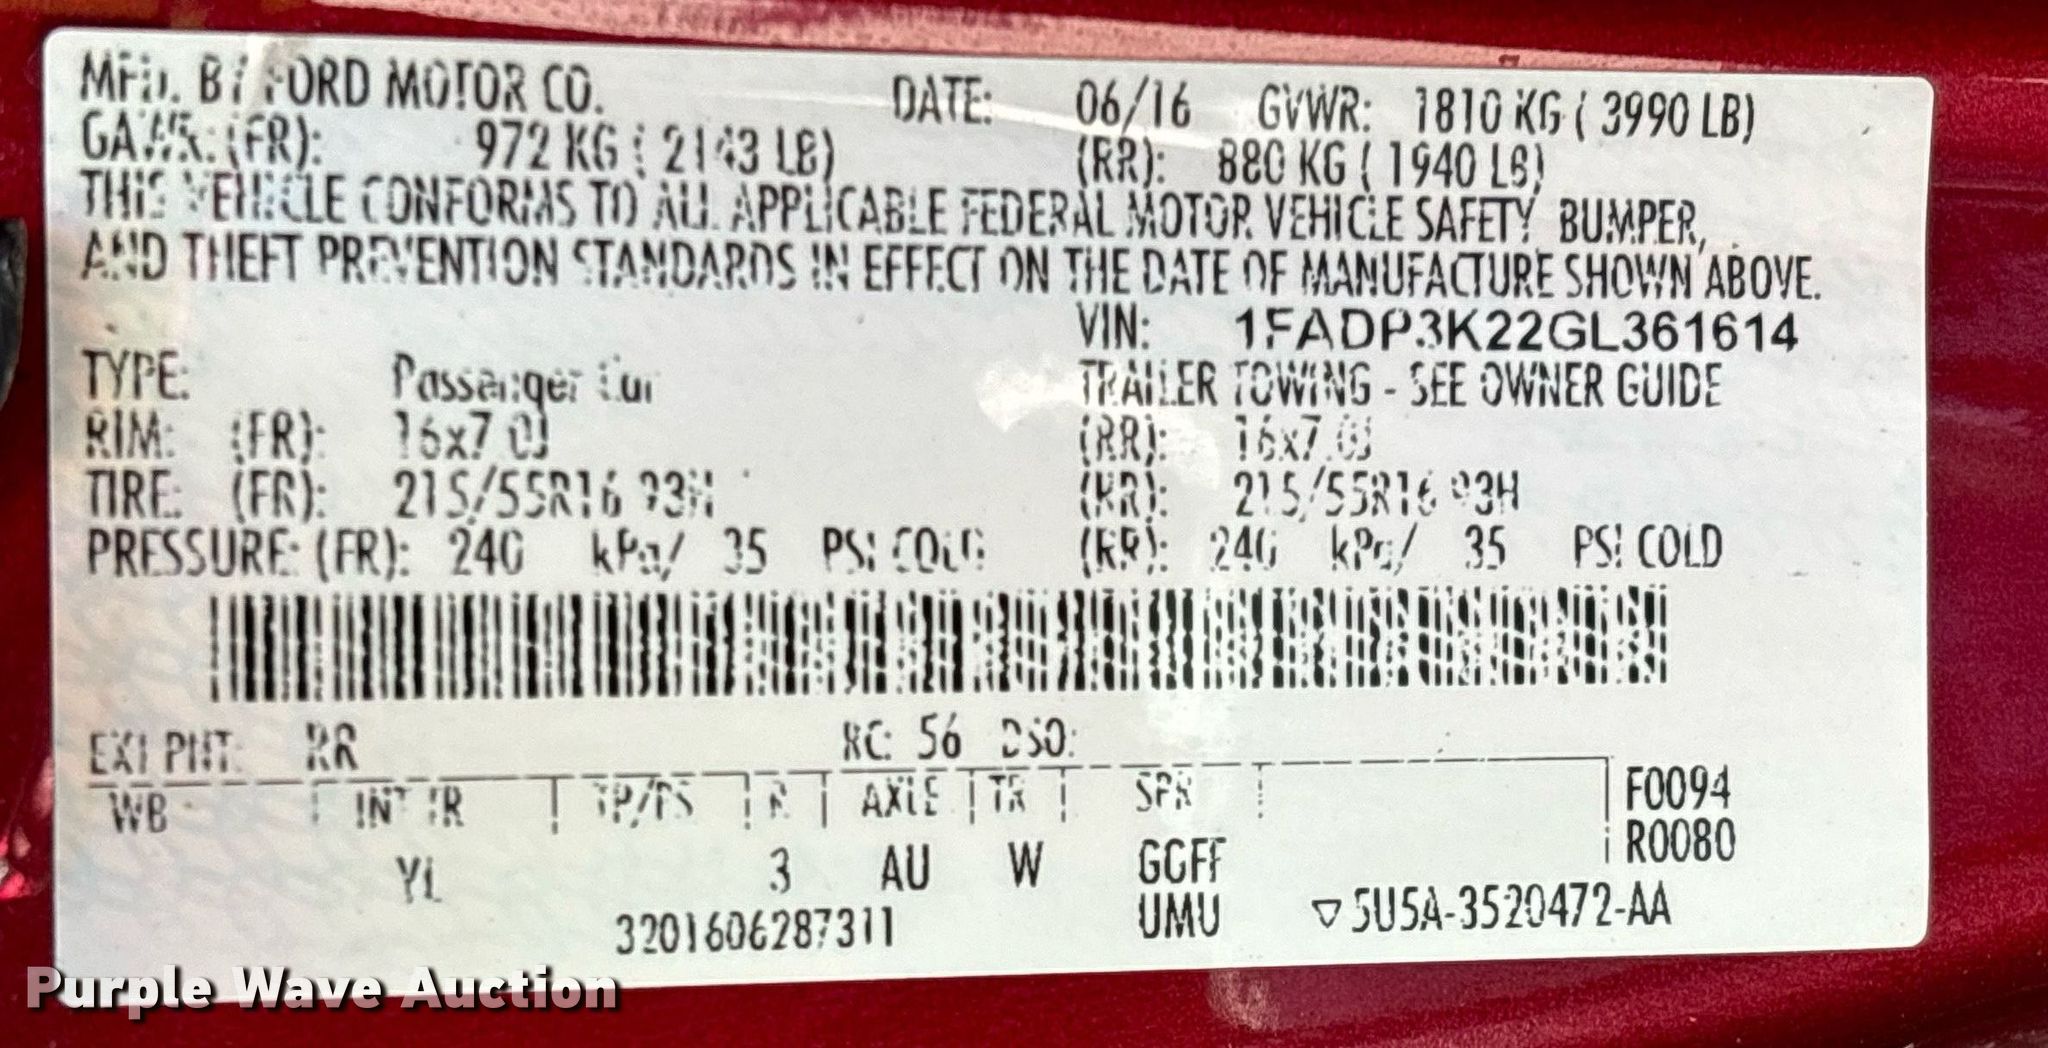 MFD. BY FORD MOTOR CO. DATE: 06/16 GVWR: 1810 KG ( 3990 LB)
GAWR: (FR): 972 KG ( 2143 LB) (RR): 880 KG ( 1940 LB)
THIS VEHICLE CONFORMS TO ALL APPLICABLE FEDERAL MOTOR VEHICLE SAFETY, BUMPER,
AND THEFT PREVENTION STANDARDS IN EFFECT ON THE DATE OF MANUFACTURE SHOWN ABOVE.
VIN: 1FADP3K22GL361614
TYPE: Passenger Car TRAILER TOWING - SEE OWNER GUIDE
RIM: (FR): 16x7.0J (RR): 16x7.0J
TIRE: (FR): 215/55R16 93H (RR): 215/55R16 93H
PRESSURE: (FR): 240 kPa/ 35 PSI COLD (RR): 240 kPa/ 35 PSI COLD
EXT PNT: RR RC: 56 DSO:
WB | INT TR | TP/PS | R | AXLE | TR | SPR | F0094
R0080
YL 3 AU W GGFF
UMU
3201606287311 ▽5U5A-3520472-AA
Purple Wave Auction